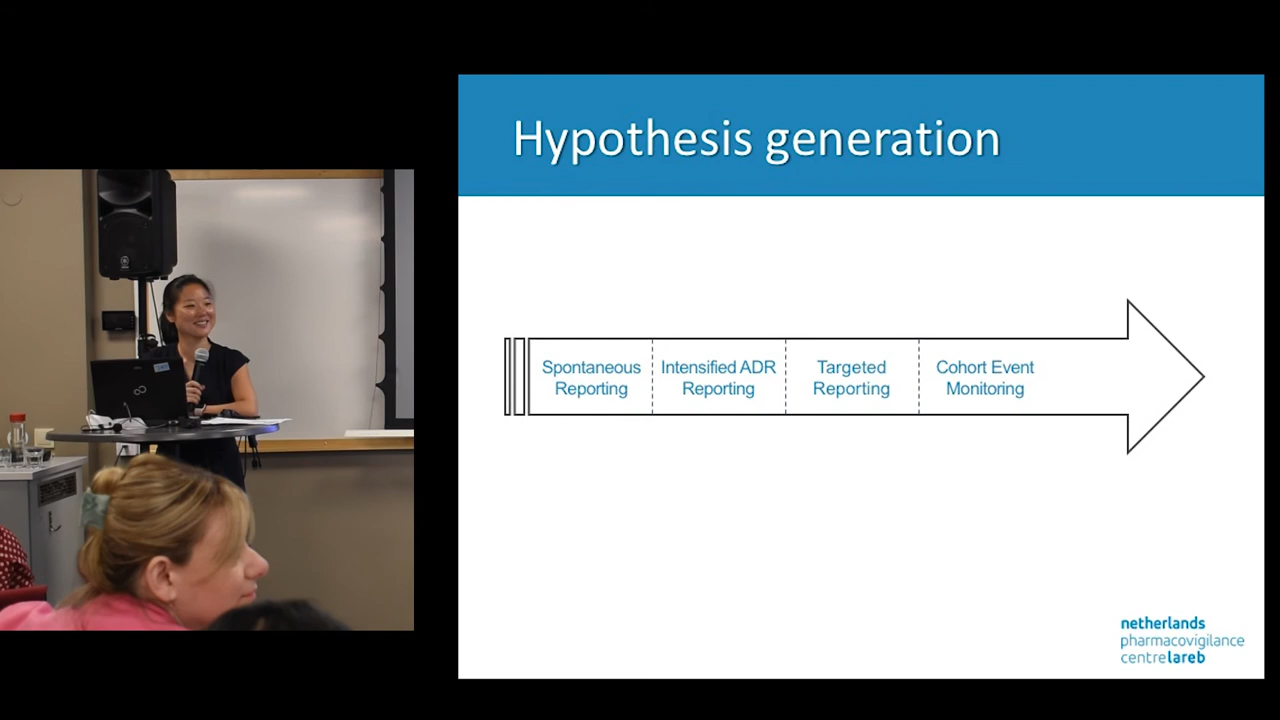 Hypothesis generation
Spontaneous
Reporting
Intensified ADR
Reporting
Targeted
Reporting
Cohort Event
Monitoring
netherlands
pharmacovigilance
centre lareb